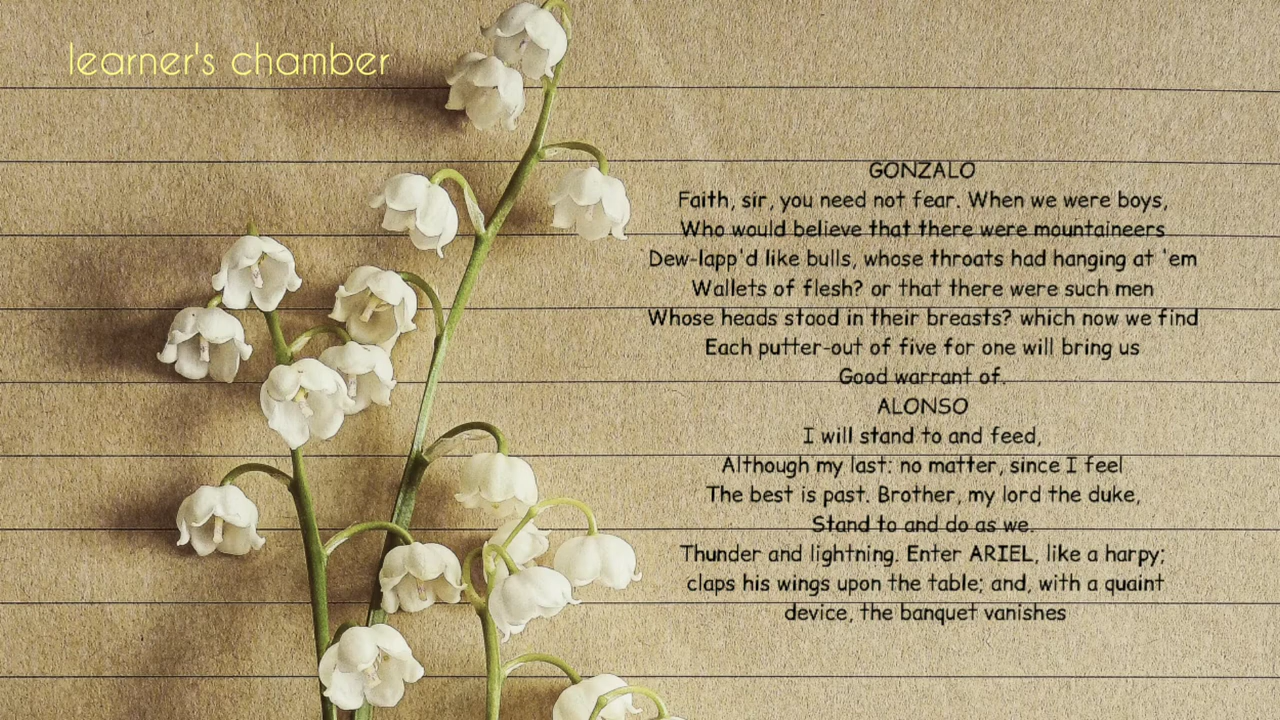 learner's chamber
GONZALO
Faith, sir, you need not fear. When we were boys,
Who would believe that there were mountaineers
Dew-lapp'd like bulls, whose throats had hanging at 'em
Wallets of flesh? or that there were such men
Whose heads stood in their breasts? which now we find
Each putter-out of five for one will bring us
Good warrant of.
ALONSO
I will stand to and feed,
Although my last: no matter, since I feel
The best is past. Brother, my lord the duke,
Stand to and do as we.
Thunder and lightning. Enter ARIEL, like a harpy;
claps his wings upon the table; and, with a quaint
device, the banquet vanishes